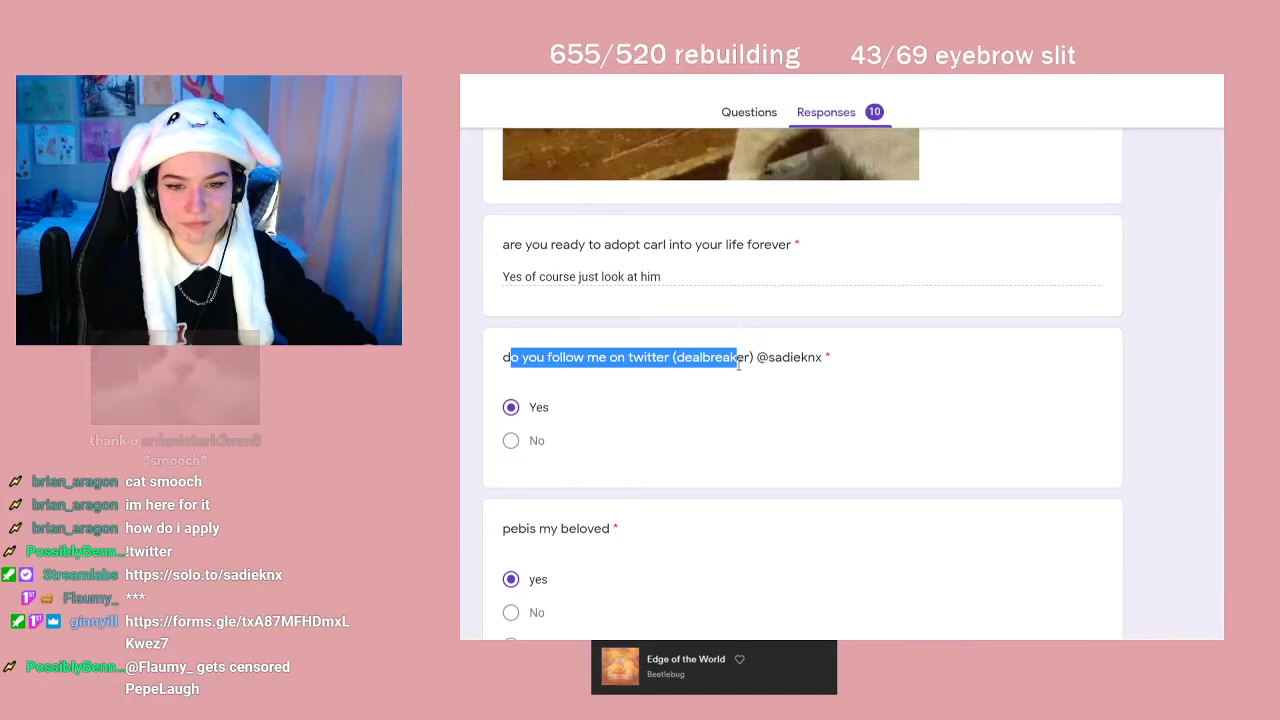 655/520 rebuilding
43/69 eyebrow slit
Questions
Responses 10
are you ready to adopt carl into your life forever *
Yes of course just look at him
do you follow me on twitter (dealbreaker) @sadieknx *
Yes
No
pebis my beloved *
yes
No
thank u
*smooch*
brian_aragon cat smooch
brian_aragon im here for it
brian_aragon how do i apply
PossiblyBenn... !twitter
Streamlabs https://solo.to/sadieknx
Flaumy_ ***
ginnyill https://forms.gle/txA87MFHDmxL
Kwez7
PossiblyBenn... @Flaumy_ gets censored
PepeLaugh
Edge of the World
Beetlebug